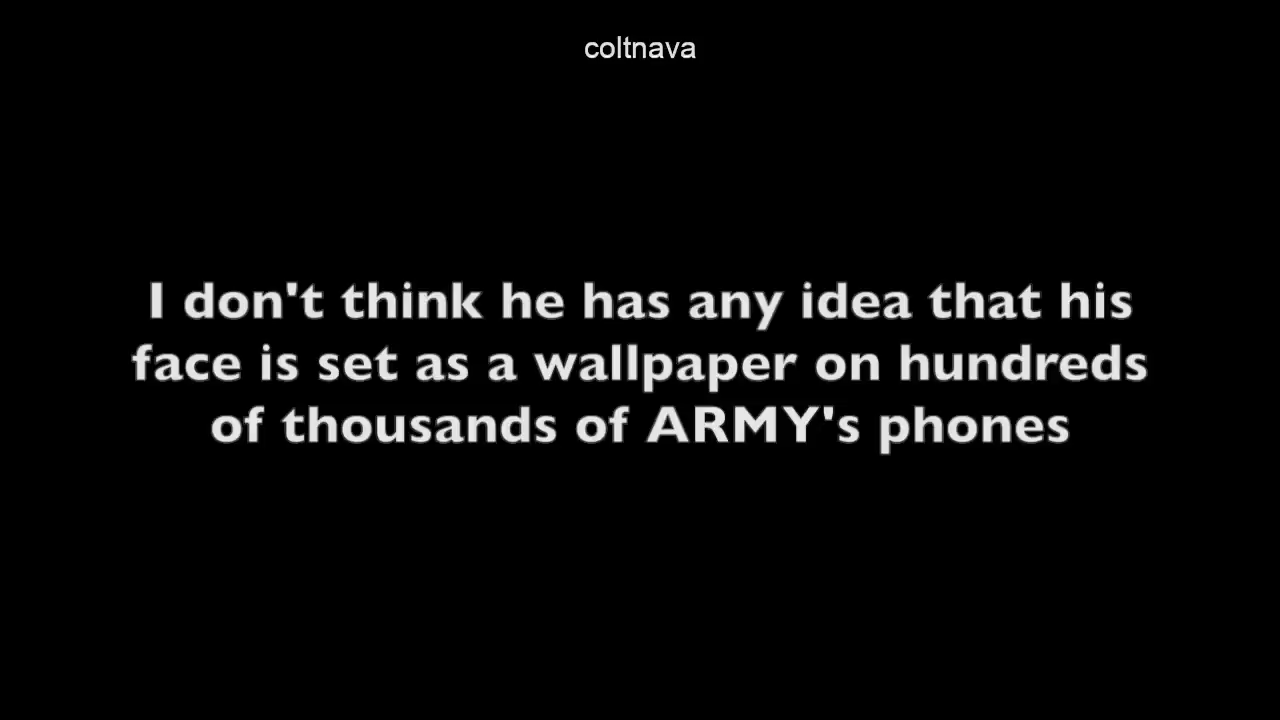 coltnava
I don't think he has any idea that his
face is set as a wallpaper on hundreds
of thousands of ARMY's phones